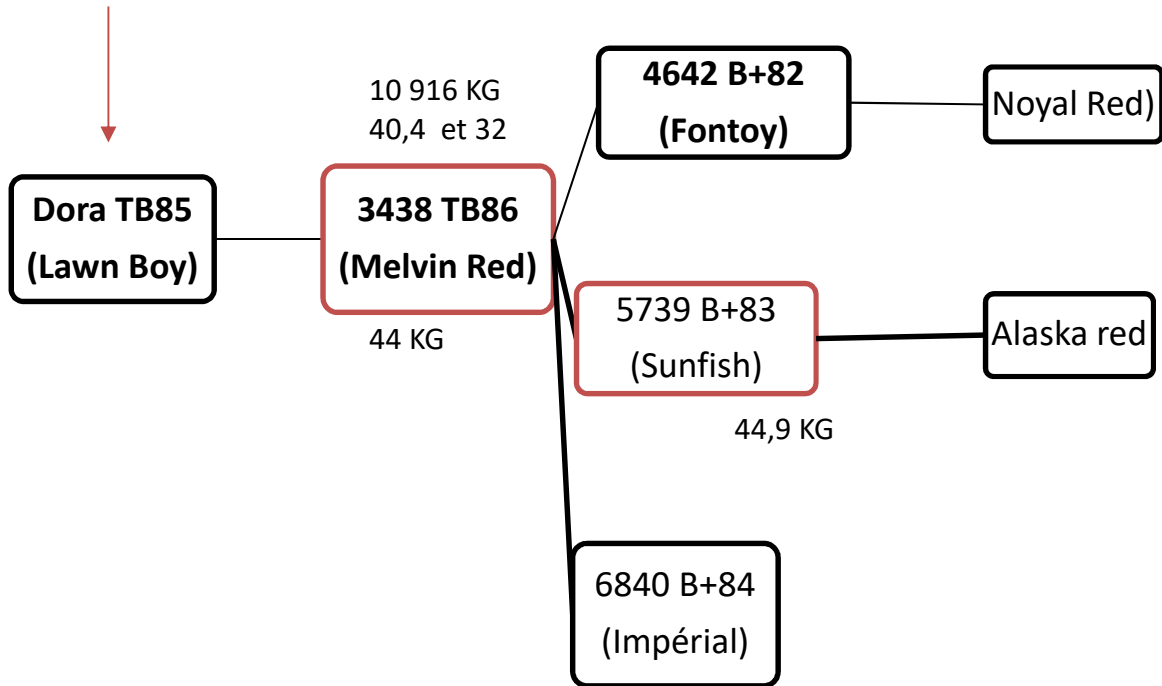 Dora TB85
(Lawn Boy)
10 916 KG
40,4 et 32
3438 TB86
(Melvin Red)
44 KG
4642 B+82
(Fontoy)
Noyal Red)
5739 B+83
(Sunfish)
44,9 KG
Alaska red
6840 B+84
(Impérial)